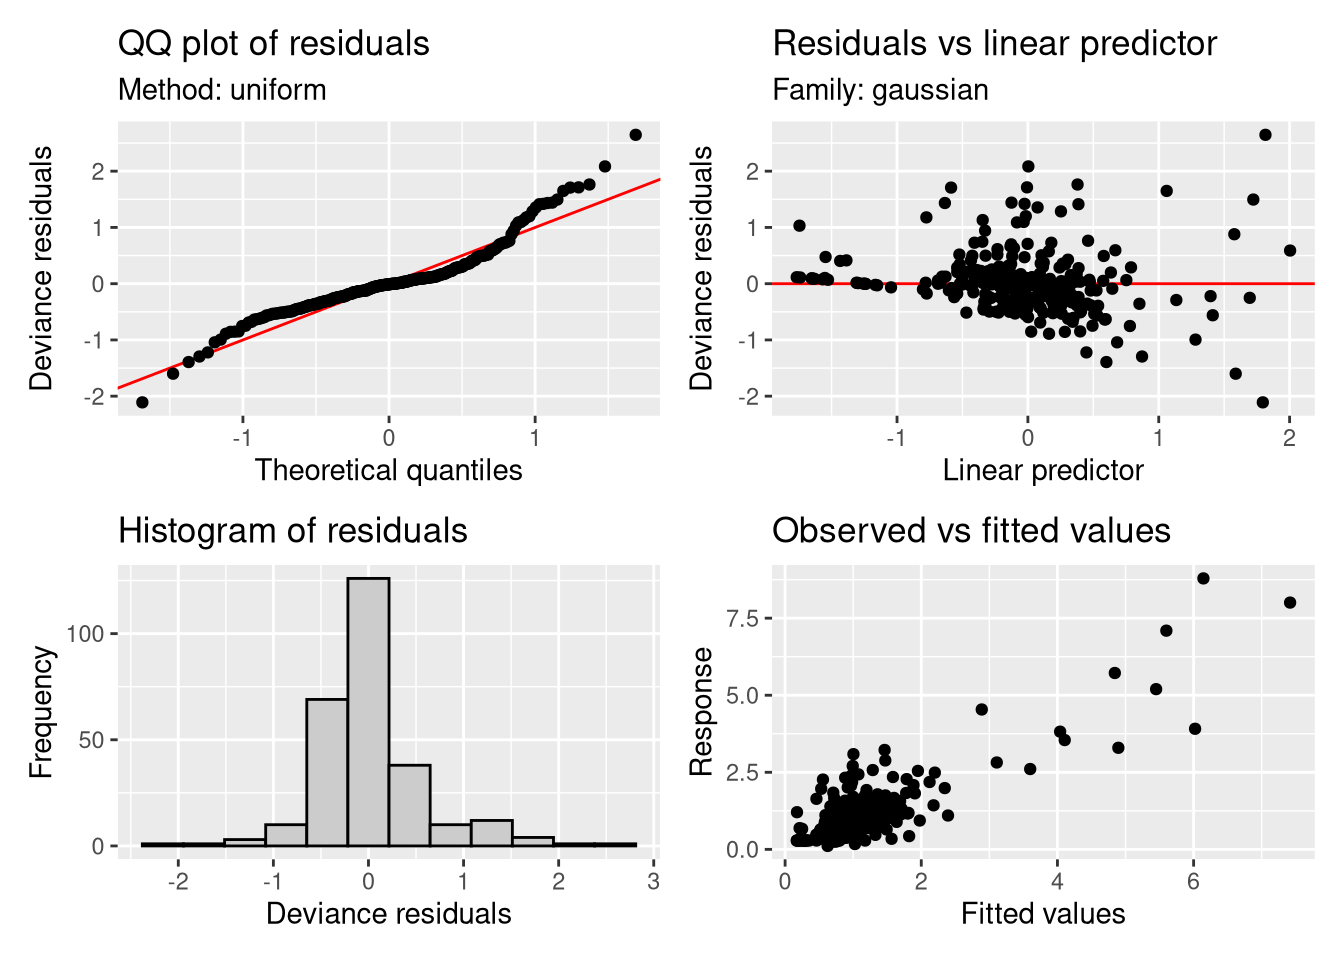 QQ plot of residuals
Method: uniform
Deviance residuals
2
1
0
-1
-2
-1
0
1
Theoretical quantiles
Residuals vs linear predictor
Family: gaussian
Deviance residuals
2
1
0
-1
-2
-1
0
1
2
Linear predictor
Histogram of residuals
Frequency
100
50
0
-2
-1
0
1
2
3
Deviance residuals
Observed vs fitted values
Response
7.5
5.0
2.5
0.0
0
2
4
6
Fitted values